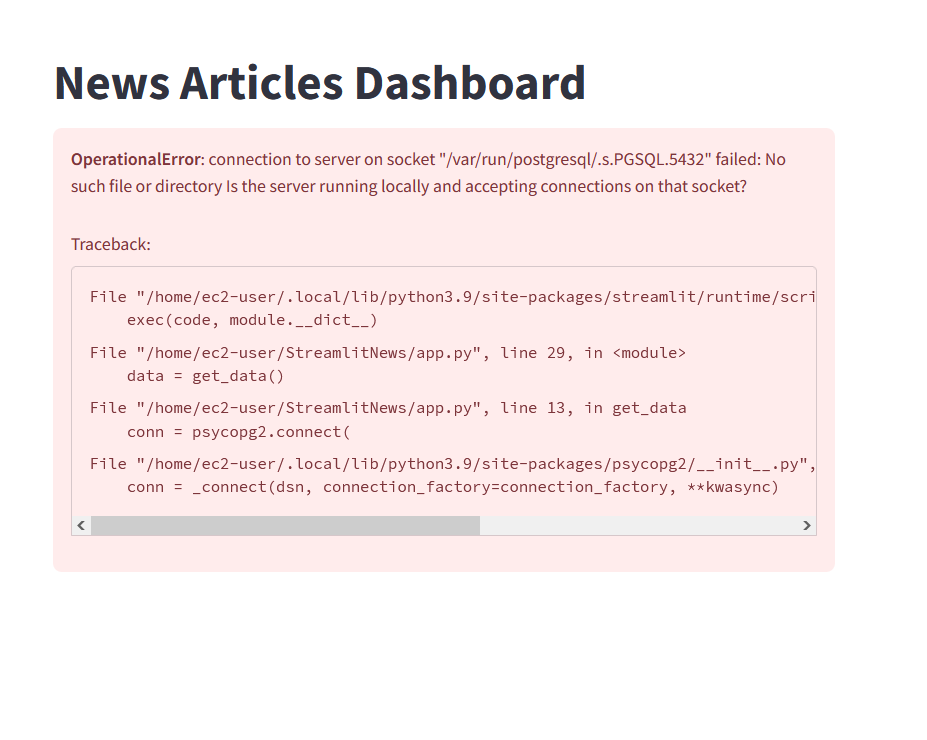 News Articles Dashboard
OperationalError: connection to server on socket "/var/run/postgresql/.s.PGSQL.5432" failed: No
such file or directory Is the server running locally and accepting connections on that socket?
Traceback:
File "/home/ec2-user/.local/lib/python3.9/site-packages/streamlit/runtime/scri
    exec(code, module.__dict__)
File "/home/ec2-user/StreamlitNews/app.py", line 29, in <module>
    data = get_data()
File "/home/ec2-user/StreamlitNews/app.py", line 13, in get_data
    conn = psycopg2.connect(
File "/home/ec2-user/.local/lib/python3.9/site-packages/psycopg2/__init__.py",
    conn = _connect(dsn, connection_factory=connection_factory, **kwasync)